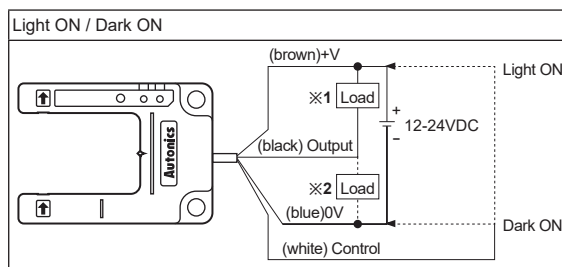 Light ON / Dark ON
(brown)+V
Light ON
※1 Load
+
12-24VDC
−
Autonics
(black) Output
※2 Load
(blue)0V
Dark ON
(white) Control